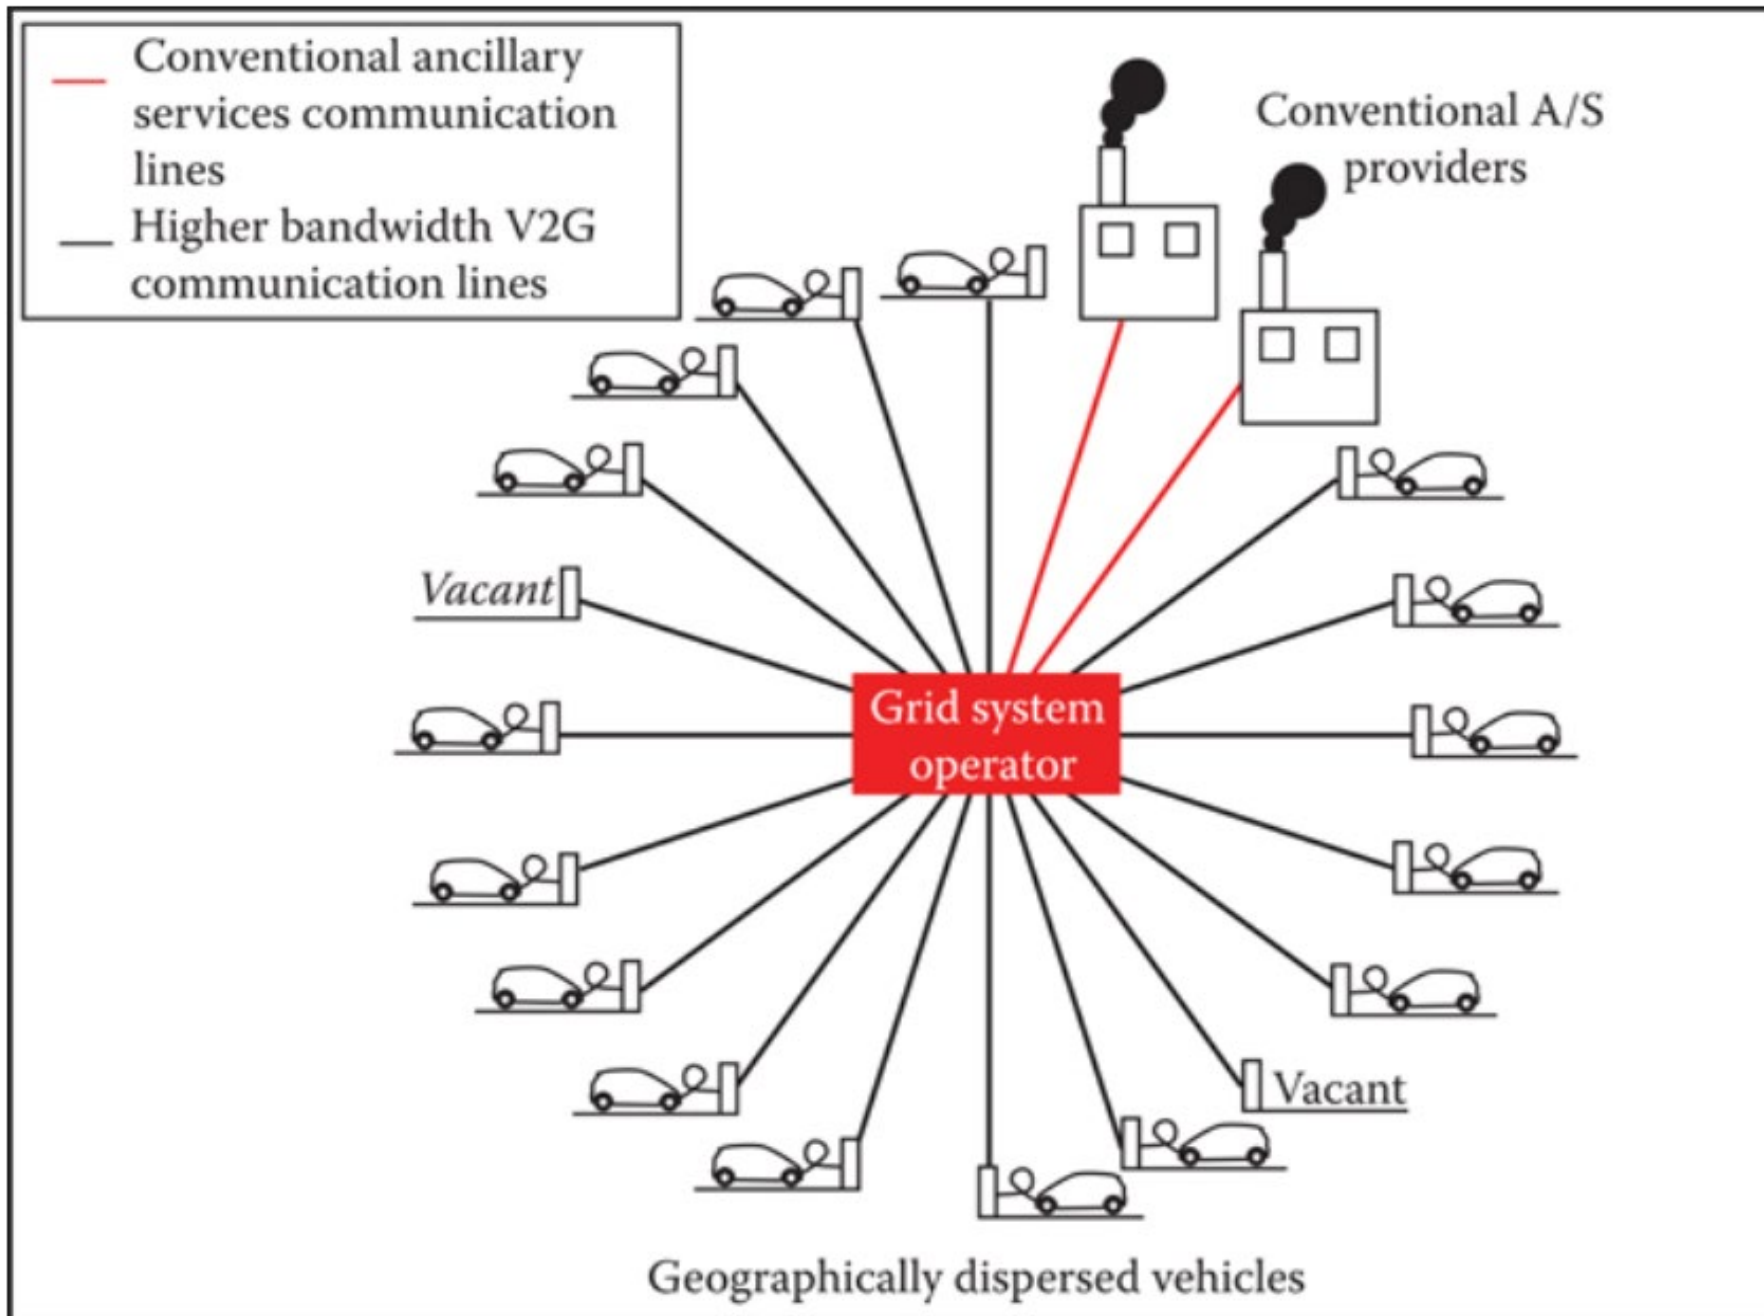 Conventional ancillary
services communication
lines
Higher bandwidth V2G
communication lines
Conventional A/S
providers
Vacant
Grid system
operator
Vacant
Geographically dispersed vehicles